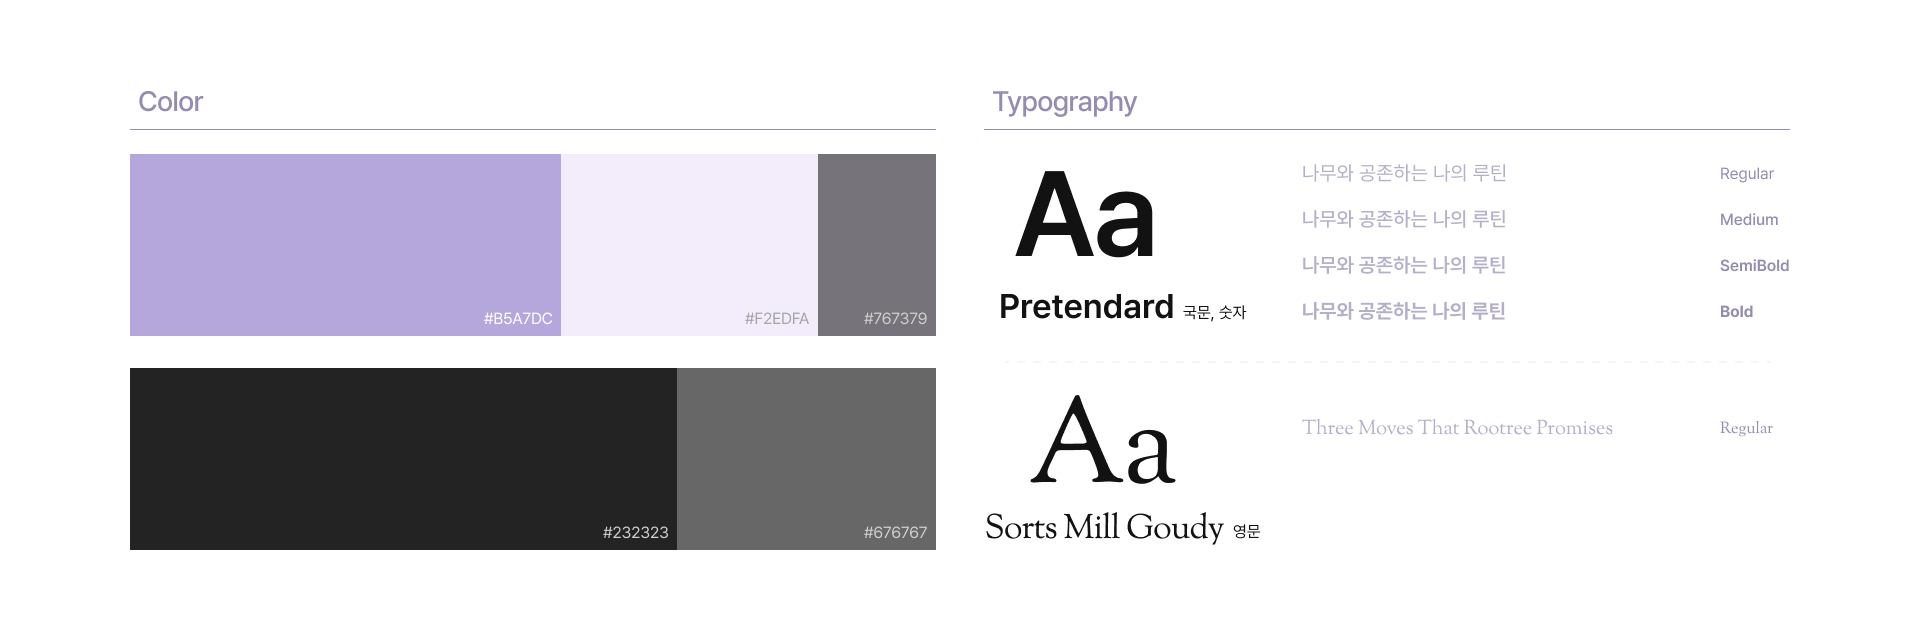 Color
#B5A7DC
#F2EDFA
#767379
#232323
#676767
Typography
Aa
Pretendard 국문, 숫자
나무와 공존하는 나의 루틴 Regular
나무와 공존하는 나의 루틴 Medium
나무와 공존하는 나의 루틴 SemiBold
나무와 공존하는 나의 루틴 Bold
Aa
Sorts Mill Goudy 영문
Three Moves That Rootree Promises Regular